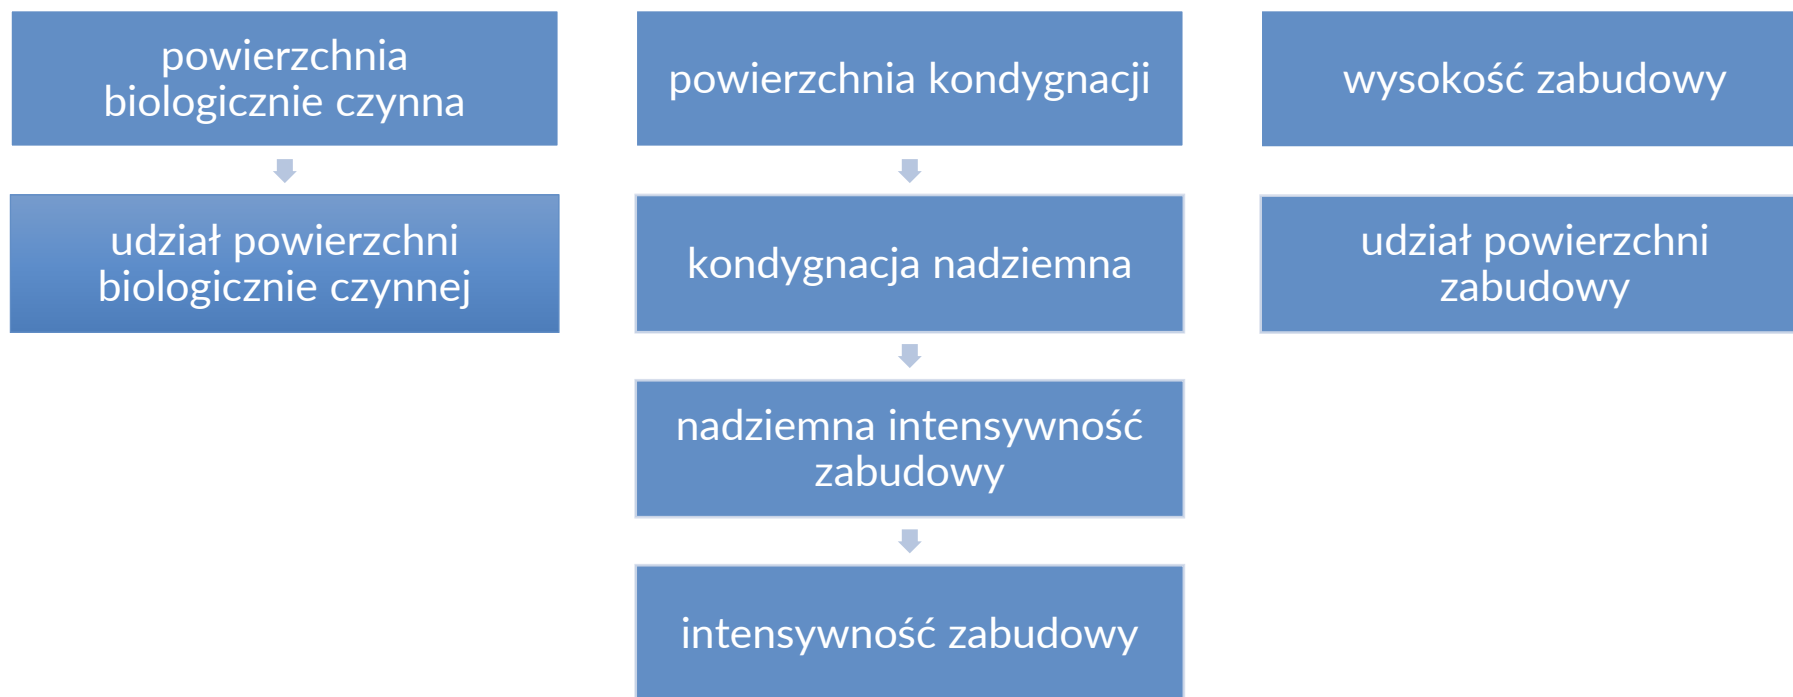 powierzchnia
biologicznie czynna
udział powierzchni
biologicznie czynnej
powierzchnia kondygnacji
kondygnacja nadziemna
nadziemna intensywność
zabudowy
intensywność zabudowy
wysokość zabudowy
udział powierzchni
zabudowy